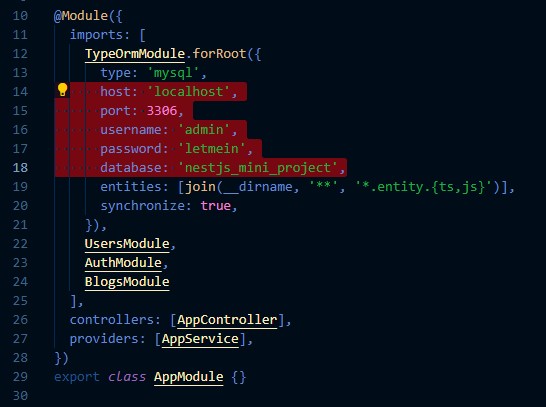 10 @Module({
11 imports: [
12 TypeOrmModule.forRoot({
13 type: 'mysql',
14 host: 'localhost',
15 port: 3306,
16 username: 'admin',
17 password: 'letmein',
18 database: 'nestjs_mini_project',
19 entities: [join(__dirname, '**', '*.entity.{ts,js}')],
20 synchronize: true,
21 }),
22 UsersModule,
23 AuthModule,
24 BlogsModule
25 ],
26 controllers: [AppController],
27 providers: [AppService],
28 })
29 export class AppModule {}
30